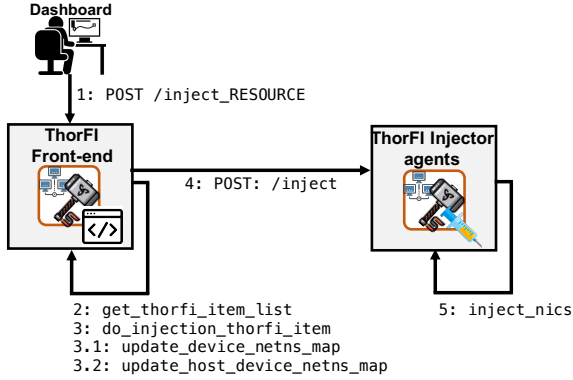 Dashboard
1: POST /inject_RESOURCE
ThorFI
Front-end
ThorFI Injector
agents
4: POST: /inject
</>
2: get_thorfi_item_list
3: do_injection_thorfi_item
3.1: update_device_netns_map
3.2: update_host_device_netns_map
5: inject_nics